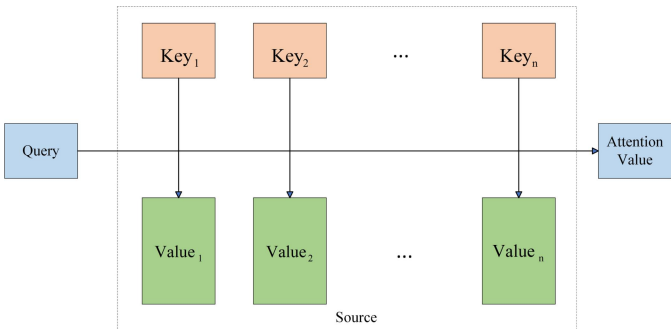 Key₁ Key₂ ... Keyₙ
Query
Attention
Value
Value₁ Value₂ ... Valueₙ
Source